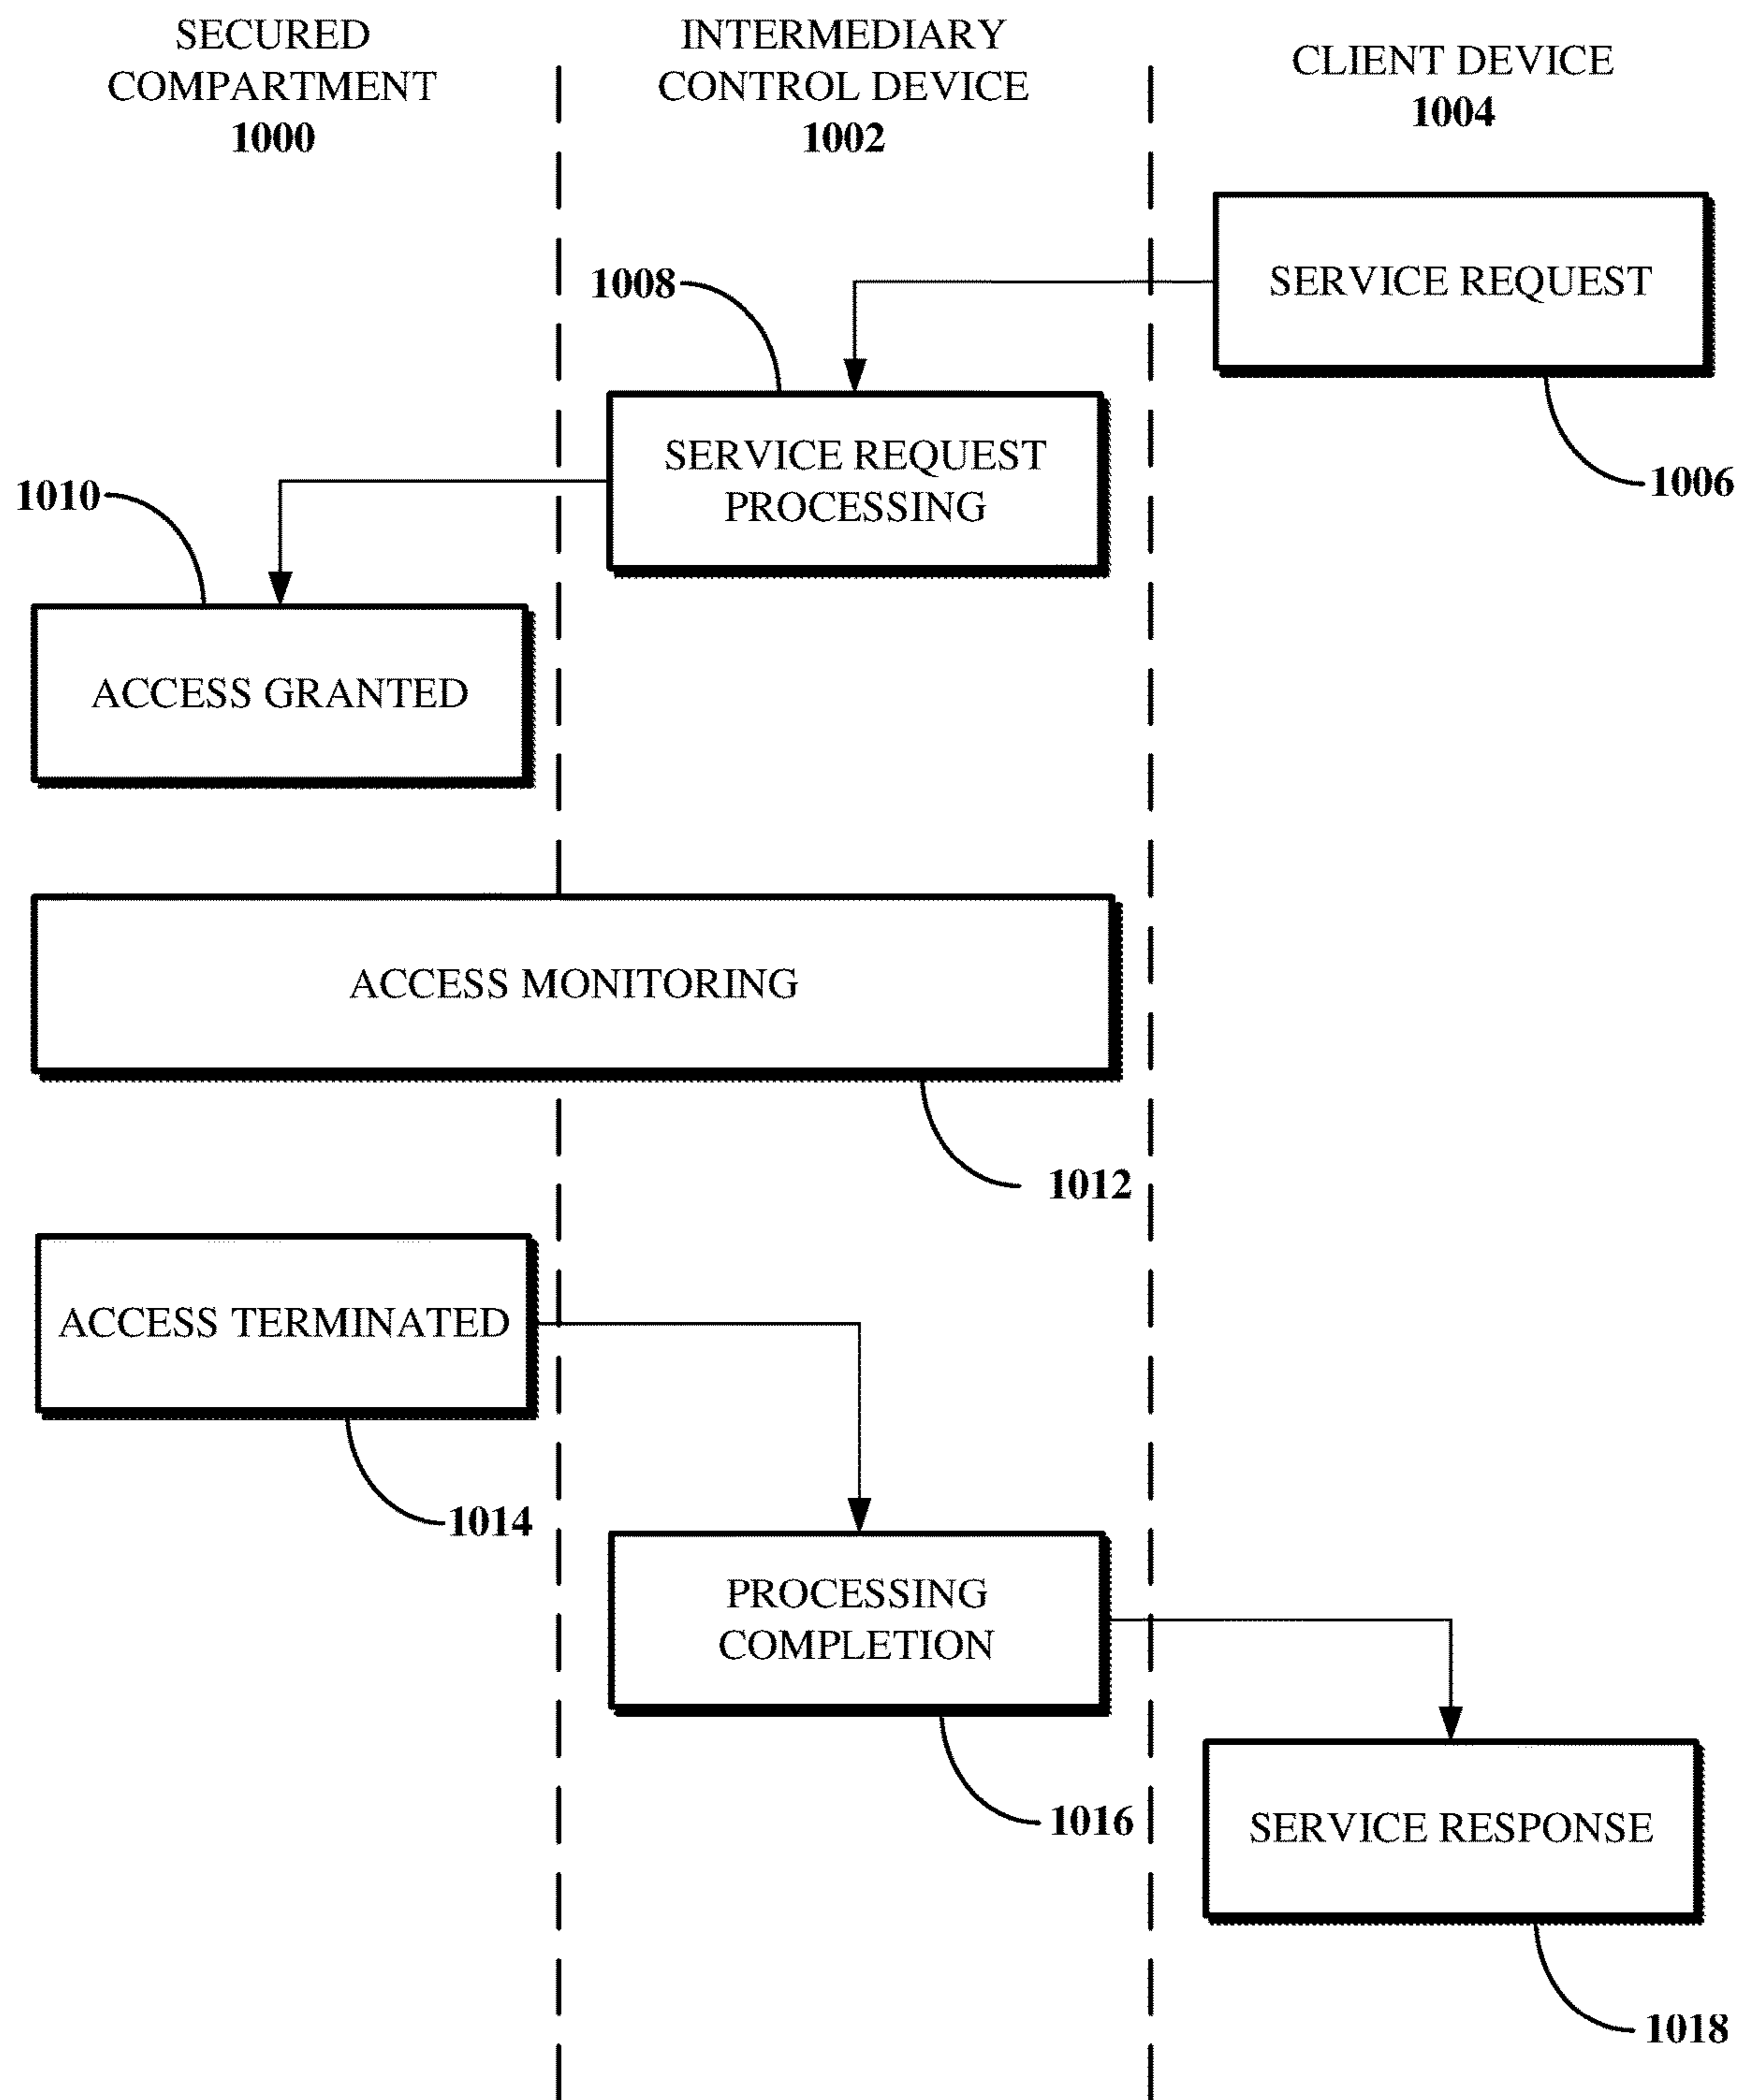 SECURED
COMPARTMENT
1000
INTERMEDIARY
CONTROL DEVICE
1002
CLIENT DEVICE
1004
SERVICE REQUEST
1006
1008
SERVICE REQUEST
PROCESSING
1010
ACCESS GRANTED
ACCESS MONITORING
1012
ACCESS TERMINATED
1014
PROCESSING
COMPLETION
1016
SERVICE RESPONSE
1018